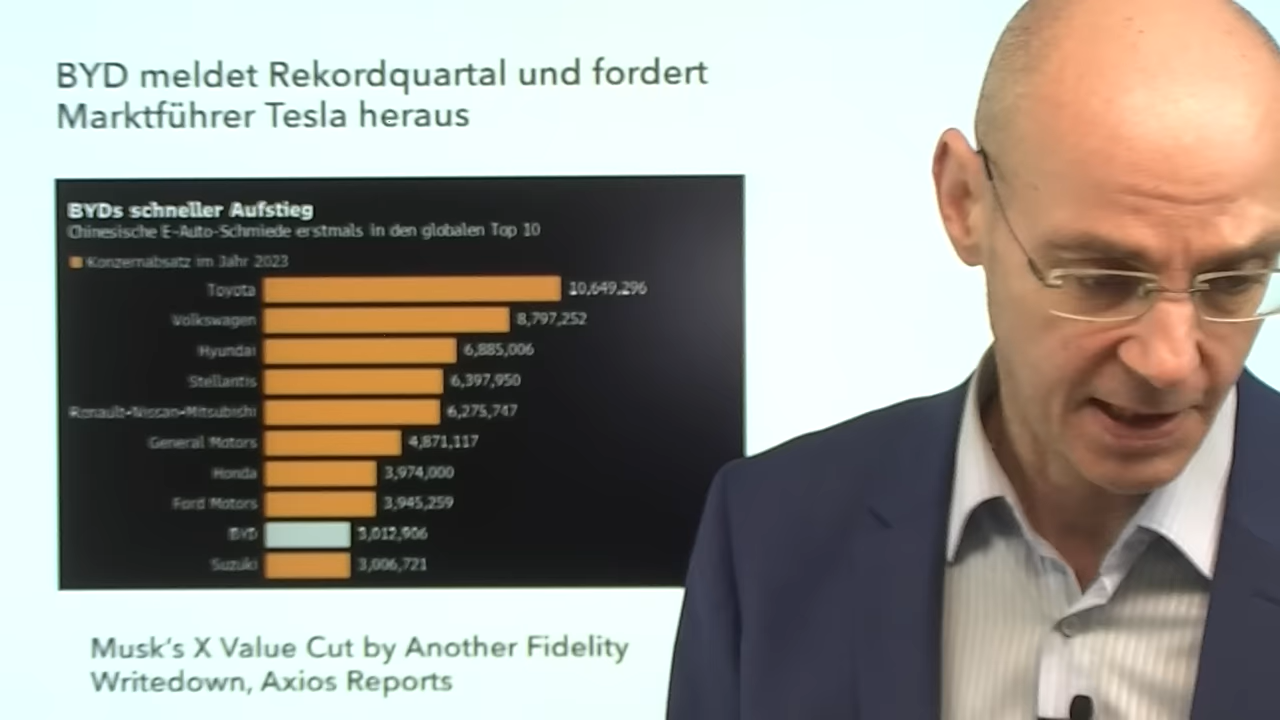 BYD meldet Rekordquartal und fordert
Marktführer Tesla heraus
BYDs schneller Aufstieg
Chinesische E-Auto-Schmiede erstmals in den globalen Top 10
Konzernabsatz im Jahr 2023
Toyota 10,649,296
Volkswagen 8,797,252
Hyundai 6,885,006
Stellantis 6,397,950
Renault-Nissan-Mitsubishi 6,275,747
General Motors 4,871,117
Honda 3,974,000
Ford Motors 3,945,259
BYD 3,012,906
Suzuki 3,006,721
Musk's X Value Cut by Another Fidelity
Writedown, Axios Reports